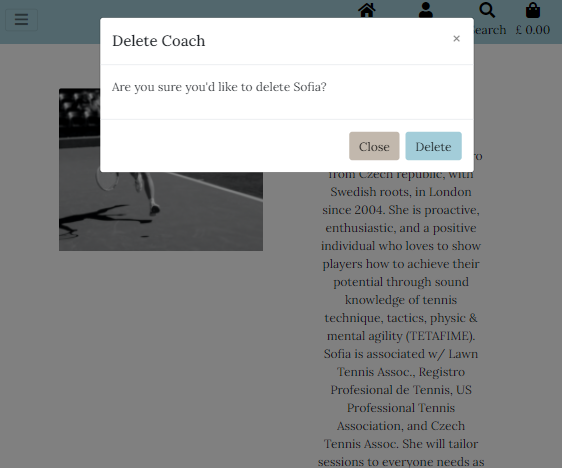 Search £ 0.00
Delete Coach
×
Are you sure you'd like to delete Sofia?
Close Delete
from Czech republic, with
Swedish roots, in London
since 2004. She is proactive,
enthusiastic, and a positive
individual who loves to show
players how to achieve their
potential through sound
knowledge of tennis
technique, tactics, physic &
mental agility (TETAFIME).
Sofia is associated w/ Lawn
Tennis Assoc., Registro
Profesional de Tennis, US
Professional Tennis
Association, and Czech
Tennis Assoc. She will tailor
sessions to everyone needs as